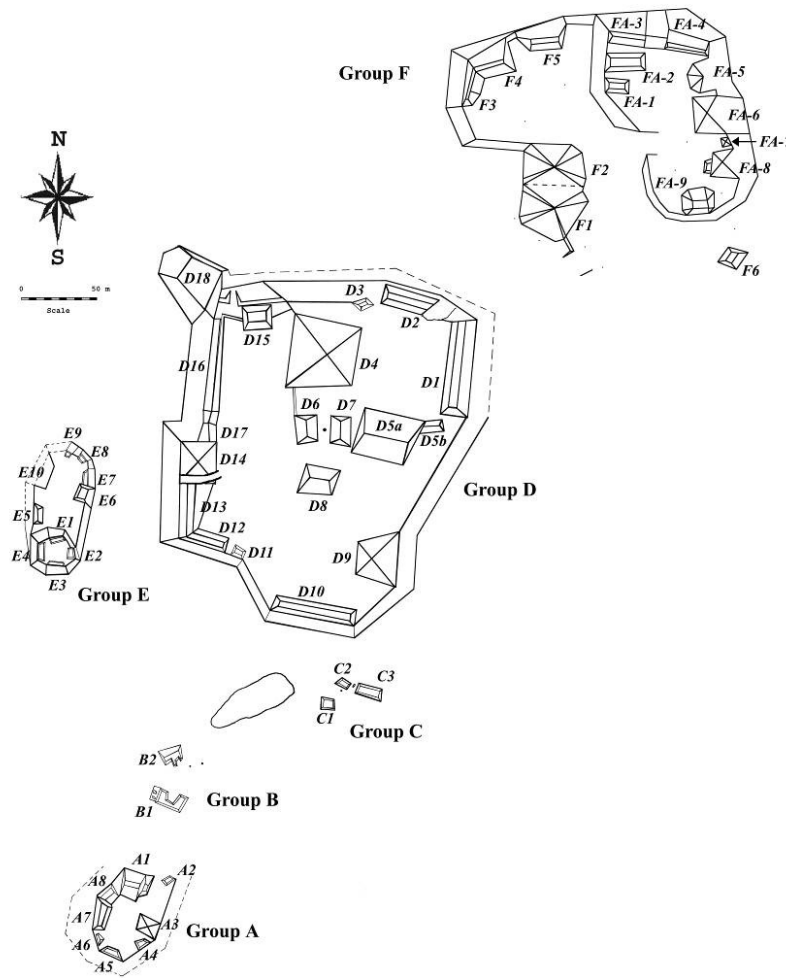 FA-3
FA-4
F5
Group F
F4
FA-5
FA-2
F3
FA-1
FA-6
N
FA-7
F2
FA-8
FA-9
F1
S
F6
D18
0
50 m
Scale
D3
D2
D15
D4
D16
D1
D6
D7
D5a
D5b
D17
E9
E8
D14
E10
E7
E6
D8
Group D
D13
E5
E1
D12
D11
D9
E4
E2
E3
Group E
D10
C2
C3
C1
Group C
B2
Group B
B1
A1
A2
A8
A7
A3
Group A
A6
A4
A5